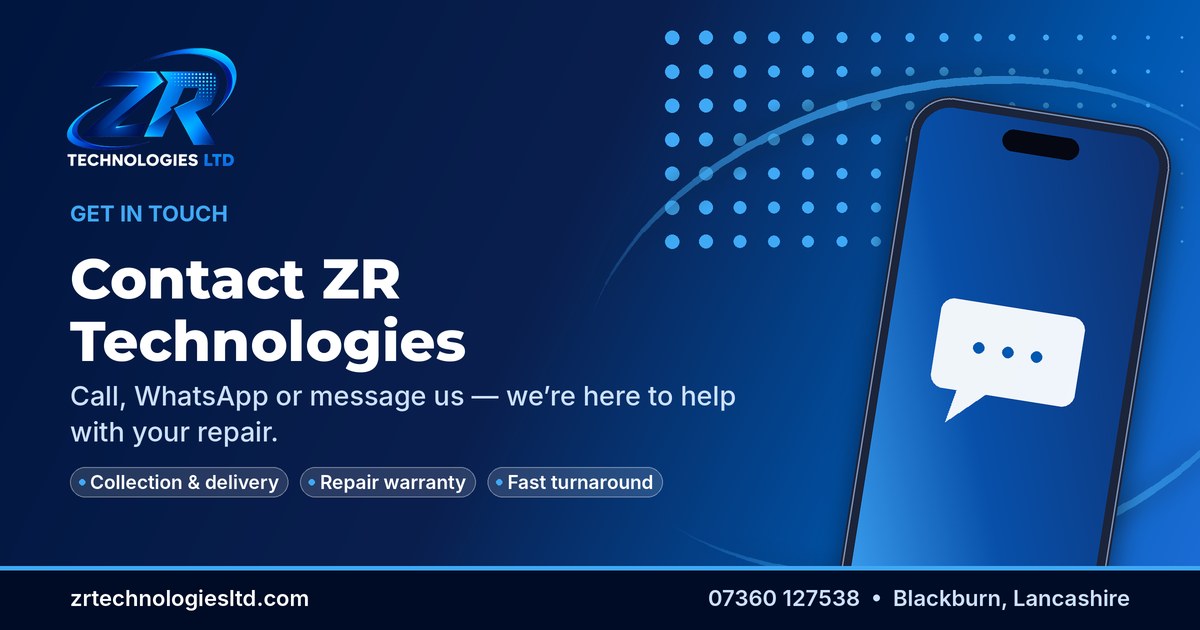 ZR
TECHNOLOGIES LTD
GET IN TOUCH
Contact ZR
Technologies
Call, WhatsApp or message us — we’re here to help
with your repair.
• Collection & delivery • Repair warranty • Fast turnaround
zrtechnologiesltd.com 07360 127538 • Blackburn, Lancashire